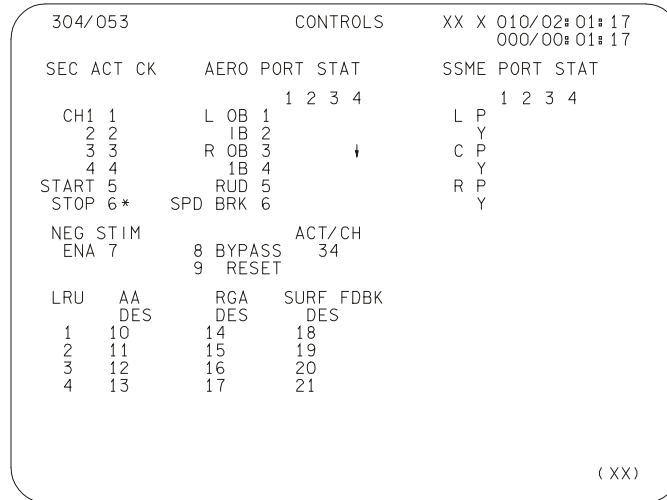 304/053 CONTROLS XX X 010/02:01:17
000/00:01:17
SEC ACT CK AERO PORT STAT SSME PORT STAT
1 2 3 4 1 2 3 4
CH1 1 L OB 1 L P
2 2 IB 2 Y
3 3 R OB 3 ↓ C P
4 4 1B 4 Y
START 5 RUD 5 R P
STOP 6* SPD BRK 6 Y
NEG STIM ACT/CH
ENA 7 8 BYPASS 34
9 RESET
LRU AA RGA SURF FDBK
DES DES DES
1 10 14 18
2 11 15 19
3 12 16 20
4 13 17 21
(XX)